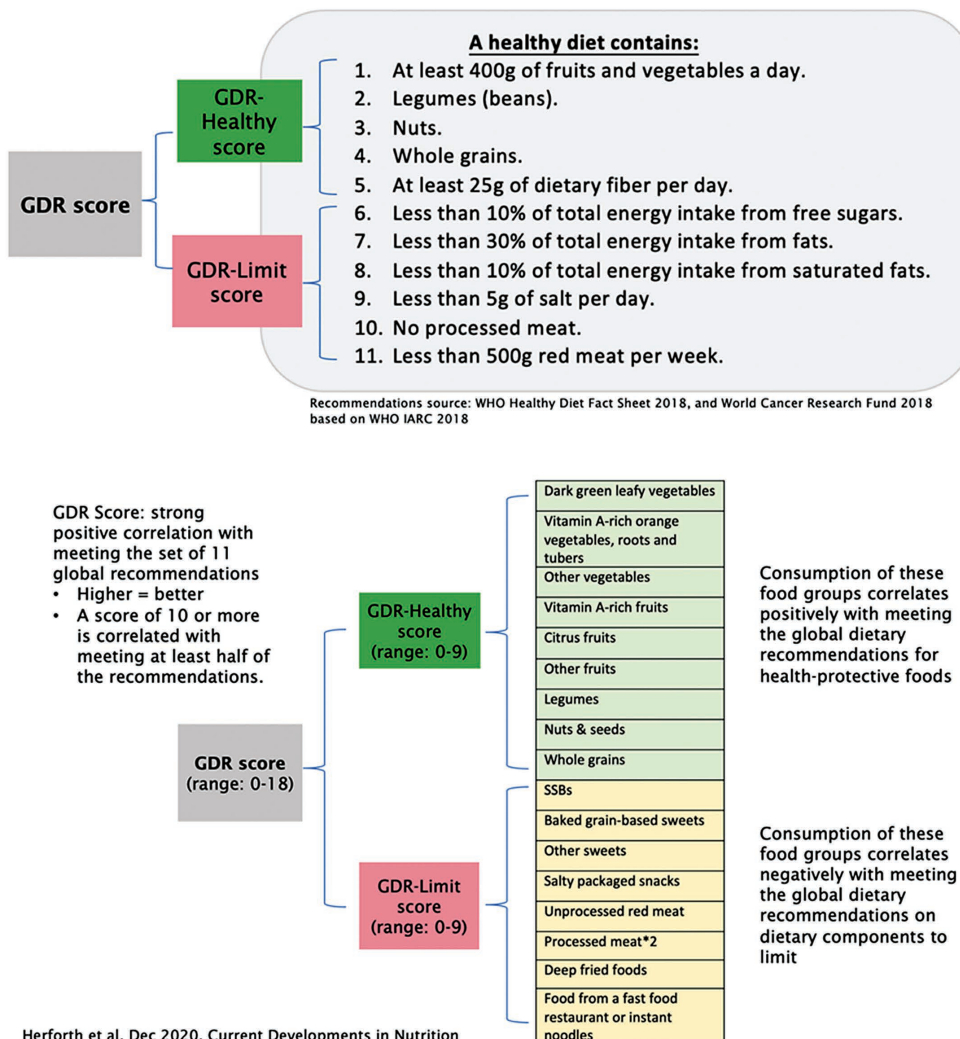 A healthy diet contains:
GDR-
Healthy
score
GDR score
GDR-Limit
score
1. At least 400g of fruits and vegetables a day.
2. Legumes (beans).
3. Nuts.
4. Whole grains.
5. At least 25g of dietary fiber per day.
6. Less than 10% of total energy intake from free sugars.
7. Less than 30% of total energy intake from fats.
8. Less than 10% of total energy intake from saturated fats.
9. Less than 5g of salt per day.
10. No processed meat.
11. Less than 500g red meat per week.
Recommendations source: WHO Healthy Diet Fact Sheet 2018, and World Cancer Research Fund 2018
based on WHO IARC 2018
GDR Score: strong
positive correlation with
meeting the set of 11
global recommendations
• Higher = better
• A score of 10 or more
is correlated with
meeting at least half of
the recommendations.
GDR score
(range: 0-18)
GDR-Healthy
score
(range: 0-9)
GDR-Limit
score
(range: 0-9)
Dark green leafy vegetables
Vitamin A-rich orange
vegetables, roots and
tubers
Other vegetables
Vitamin A-rich fruits
Citrus fruits
Other fruits
Legumes
Nuts & seeds
Whole grains
SSBs
Baked grain-based sweets
Other sweets
Salty packaged snacks
Unprocessed red meat
Processed meat*2
Deep fried foods
Food from a fast food
restaurant or instant
noodles
Consumption of these
food groups correlates
positively with meeting
the global dietary
recommendations for
health-protective foods
Consumption of these
food groups correlates
negatively with meeting
the global dietary
recommendations on
dietary components to
limit
Herforth et al. Dec 2020. Current Developments in Nutrition